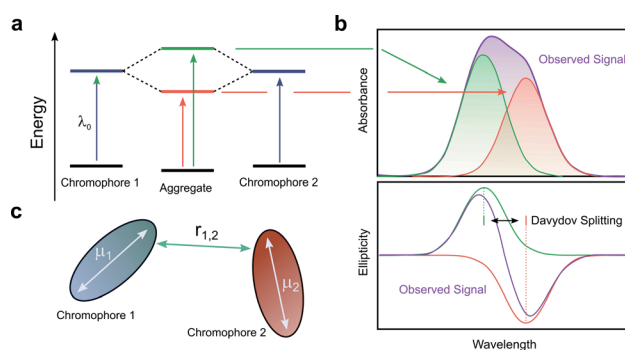 a
b
Energy
λ₀
Chromophore 1
Aggregate
Chromophore 2
Absorbance
Observed Signal
c
μ₁
r₁,₂
μ₂
Chromophore 1
Chromophore 2
Ellipticity
Davydov Splitting
Observed Signal
Wavelength